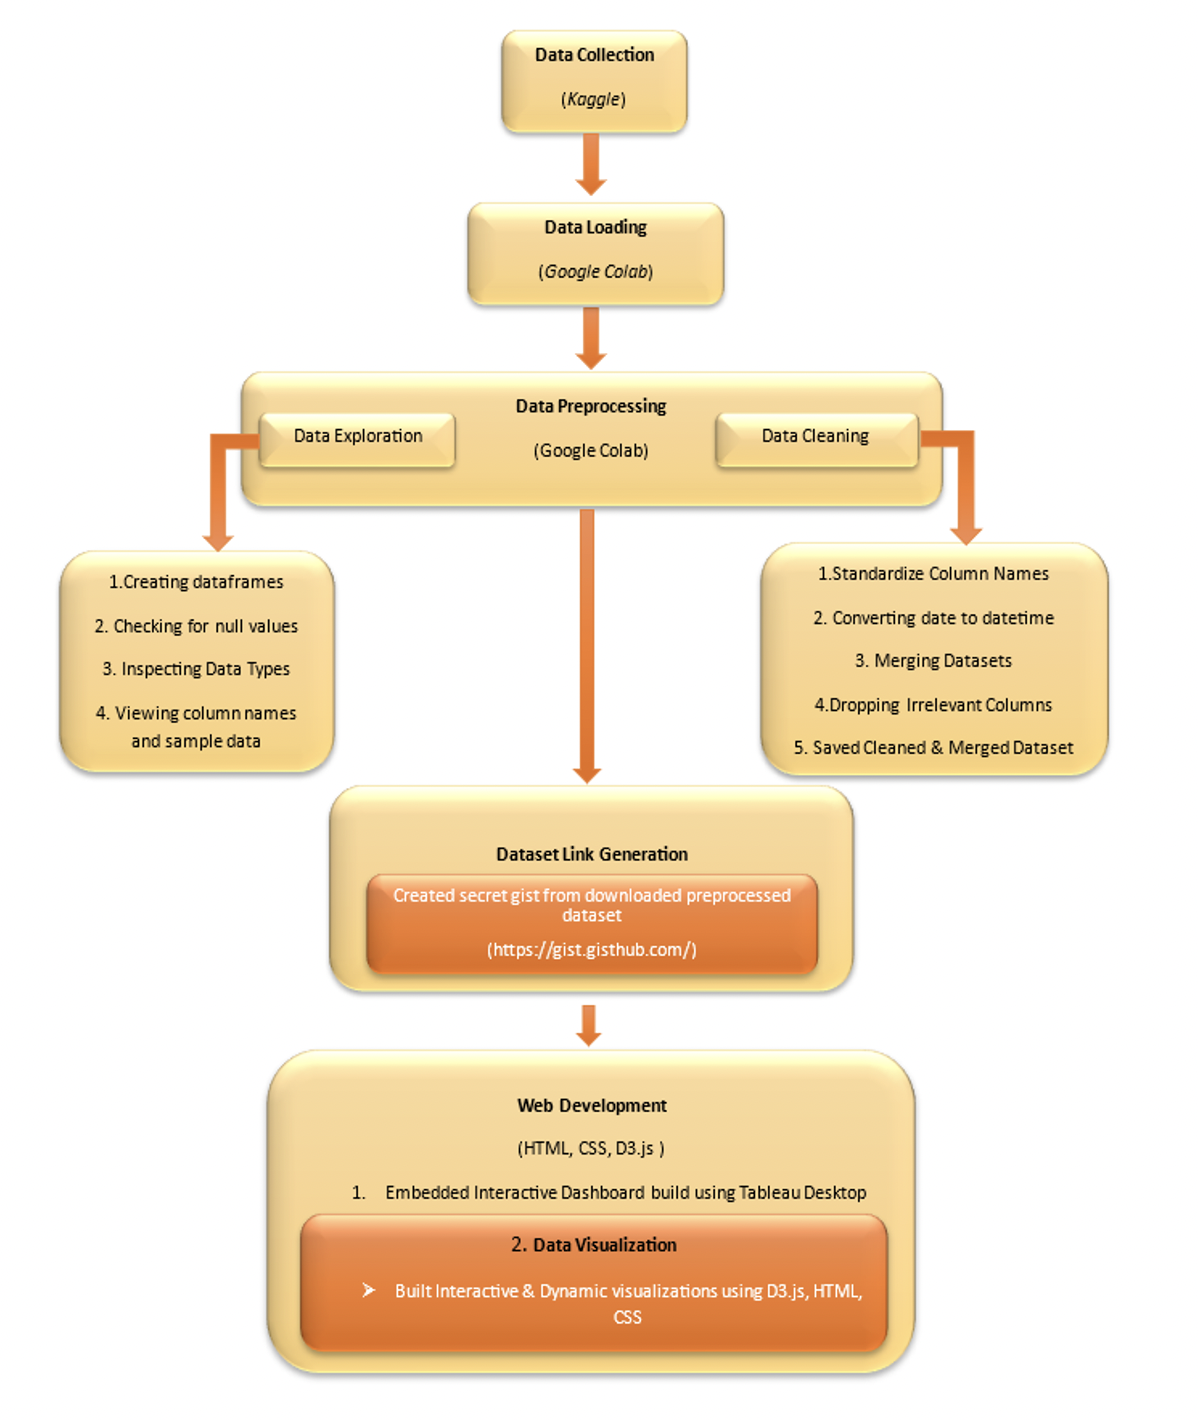 Data Collection
(Kaggle)
Data Loading
(Google Colab)
Data Preprocessing
Data Exploration
(Google Colab)
Data Cleaning
1.Creating dataframes
2. Checking for null values
3. Inspecting Data Types
4. Viewing column names
and sample data
1.Standardize Column Names
2. Converting date to datetime
3. Merging Datasets
4.Dropping Irrelevant Columns
5. Saved Cleaned & Merged Dataset
Dataset Link Generation
Created secret gist from downloaded preprocessed
dataset
(https://gist.gisthub.com/)
Web Development
(HTML, CSS, D3.js )
1. Embedded Interactive Dashboard build using Tableau Desktop
2. Data Visualization
➢ Built Interactive & Dynamic visualizations using D3.js, HTML,
CSS